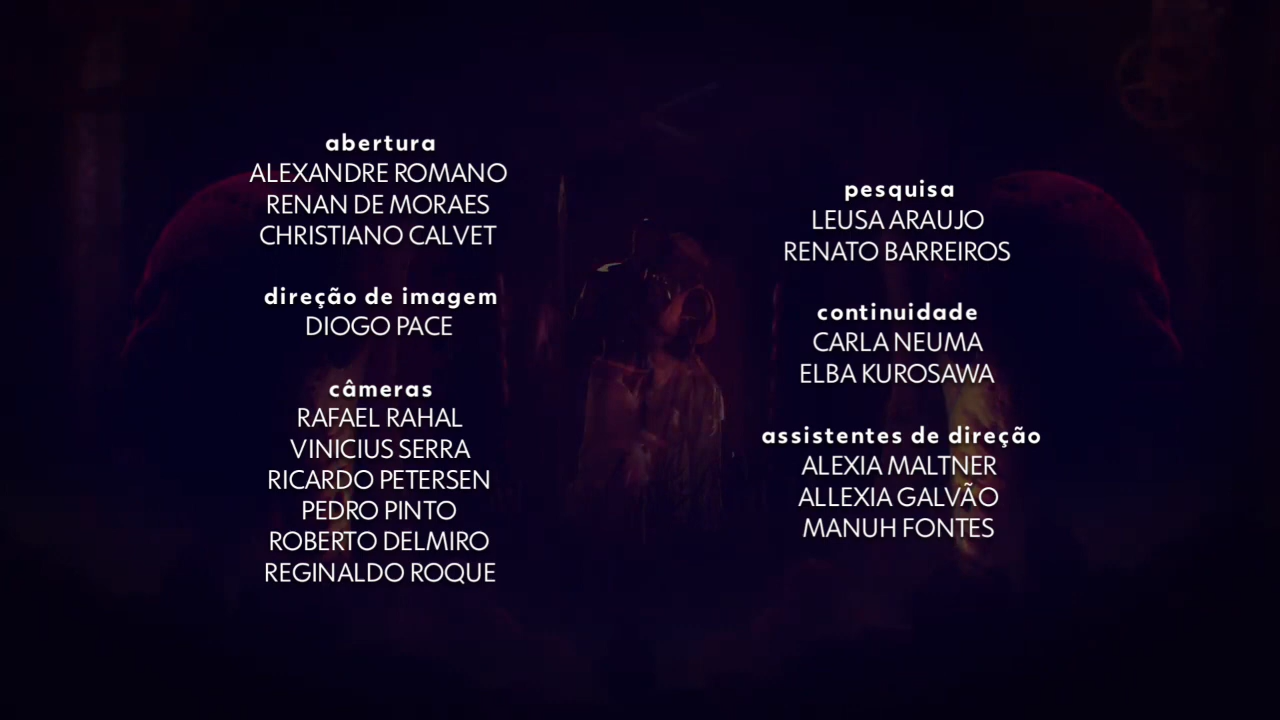 abertura
ALEXANDRE ROMANO
RENAN DE MORAES
CHRISTIANO CALVET
direção de imagem
DIOGO PACE
câmeras
RAFAEL RAHAL
VINICIUS SERRA
RICARDO PETERSEN
PEDRO PINTO
ROBERTO DELMIRO
REGINALDO ROQUE
pesquisa
LEUSA ARAUJO
RENATO BARREIROS
continuidade
CARLA NEUMA
ELBA KUROSAWA
assistentes de direção
ALEXIA MALTNER
ALLEXIA GALVÃO
MANUH FONTES